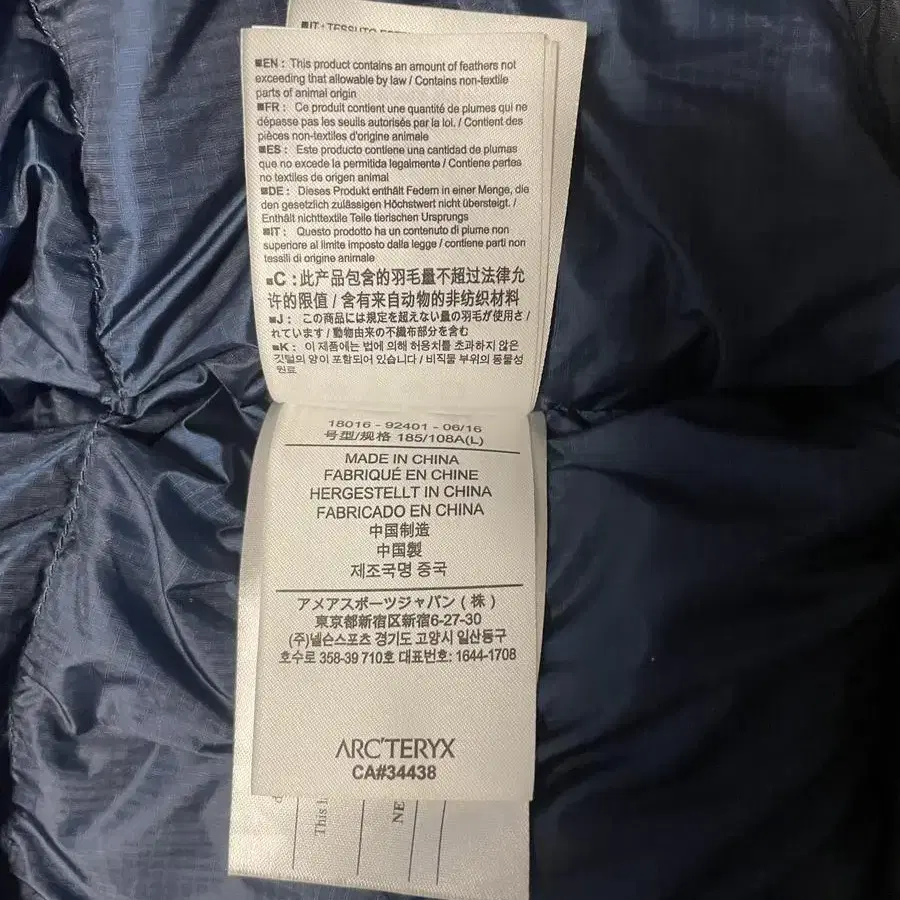 ■IT : TESSUTO
■EN : This product contains an amount of feathers not
exceeding that allowable by law / Contains non-textile
parts of animal origin
■FR : Ce produit contient une quantité de plumes qui ne
dépasse pas les seuils autorisés par la loi. / Contient des
pièces non-textiles d'origine animale
■ES : Este producto contiene una cantidad de plumas
que no excede la permitida legalmente / Contiene partes
no textiles de origen animal
■DE : Dieses Produkt enthält Federn in einer Menge, die
den gesetzlich zulässigen Höchstwert nicht übersteigt. /
Enthält nichttextile Teile tierischen Ursprungs
■IT : Questo prodotto ha un contenuto di piume non
superiore al limite imposto dalla legge / contiene parti non
tessili di origine animale
■C : 此产品包含的羽毛量不超过法律允
许的限值 / 含有来自动物的非纺织材料
■J : この商品には規定を超えない量の羽毛が使用さ
れています / 動物由来の不織布部分を含む
■K : 이 제품에는 법에 의해 허용치를 초과하지 않은
깃털의 양이 포함되어 있습니다 / 비직물 부위의 동물성
원료
18016 - 92401 - 06/16
号型/规格 185/108A(L)
MADE IN CHINA
FABRIQUÉ EN CHINE
HERGESTELLT IN CHINA
FABRICADO EN CHINA
中国制造
中国製
제조국명 중국
アメアスポーツジャパン ( 株 )
東京都新宿区新宿6-27-30
(주)넬슨스포츠 경기도 고양시 일산동구
호수로 358-39 710호 대표번호: 1644-1708
ARC'TERYX
CA#34438
This
NE